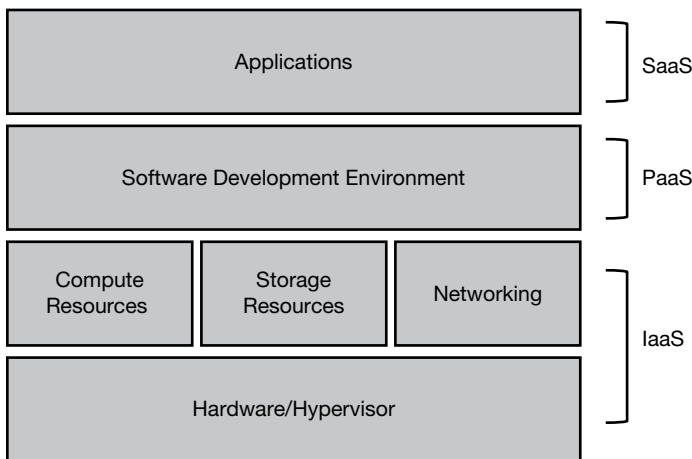 Applications
SaaS
Software Development Environment
PaaS
Compute
Resources
Storage
Resources
Networking
IaaS
Hardware/Hypervisor